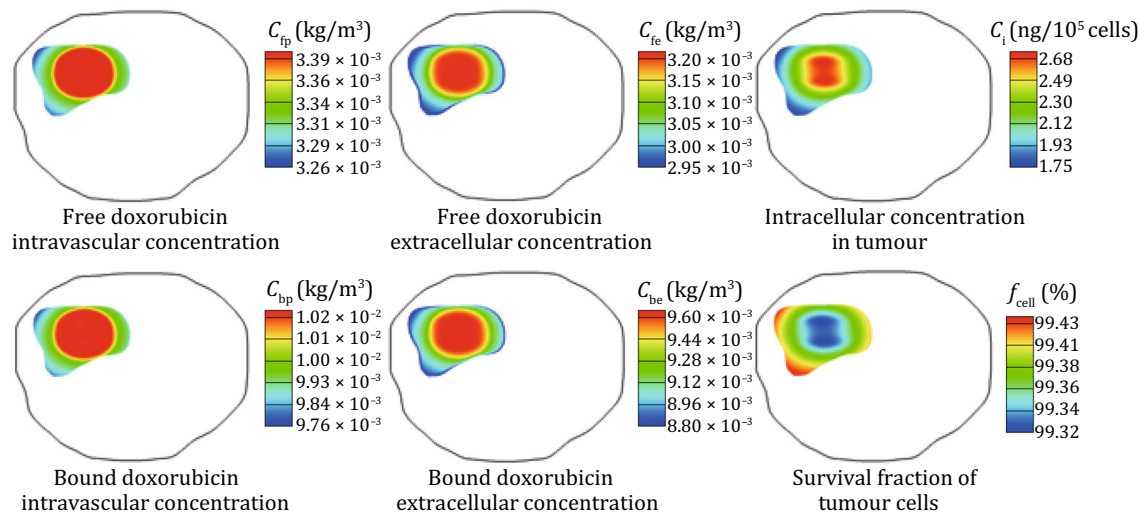 C_fp (kg/m³)
3.39 × 10⁻³
3.36 × 10⁻³
3.34 × 10⁻³
3.31 × 10⁻³
3.29 × 10⁻³
3.26 × 10⁻³
Free doxorubicin
intravascular concentration
C_fe (kg/m³)
3.20 × 10⁻³
3.15 × 10⁻³
3.10 × 10⁻³
3.05 × 10⁻³
3.00 × 10⁻³
2.95 × 10⁻³
Free doxorubicin
extracellular concentration
C_i (ng/10⁵ cells)
2.68
2.49
2.30
2.12
1.93
1.75
Intracellular concentration
in tumour
C_bp (kg/m³)
1.02 × 10⁻²
1.01 × 10⁻²
1.00 × 10⁻²
9.93 × 10⁻³
9.84 × 10⁻³
9.76 × 10⁻³
Bound doxorubicin
intravascular concentration
C_be (kg/m³)
9.60 × 10⁻³
9.44 × 10⁻³
9.28 × 10⁻³
9.12 × 10⁻³
8.96 × 10⁻³
8.80 × 10⁻³
Bound doxorubicin
extracellular concentration
f_cell (%)
99.43
99.41
99.38
99.36
99.34
99.32
Survival fraction of
tumour cells